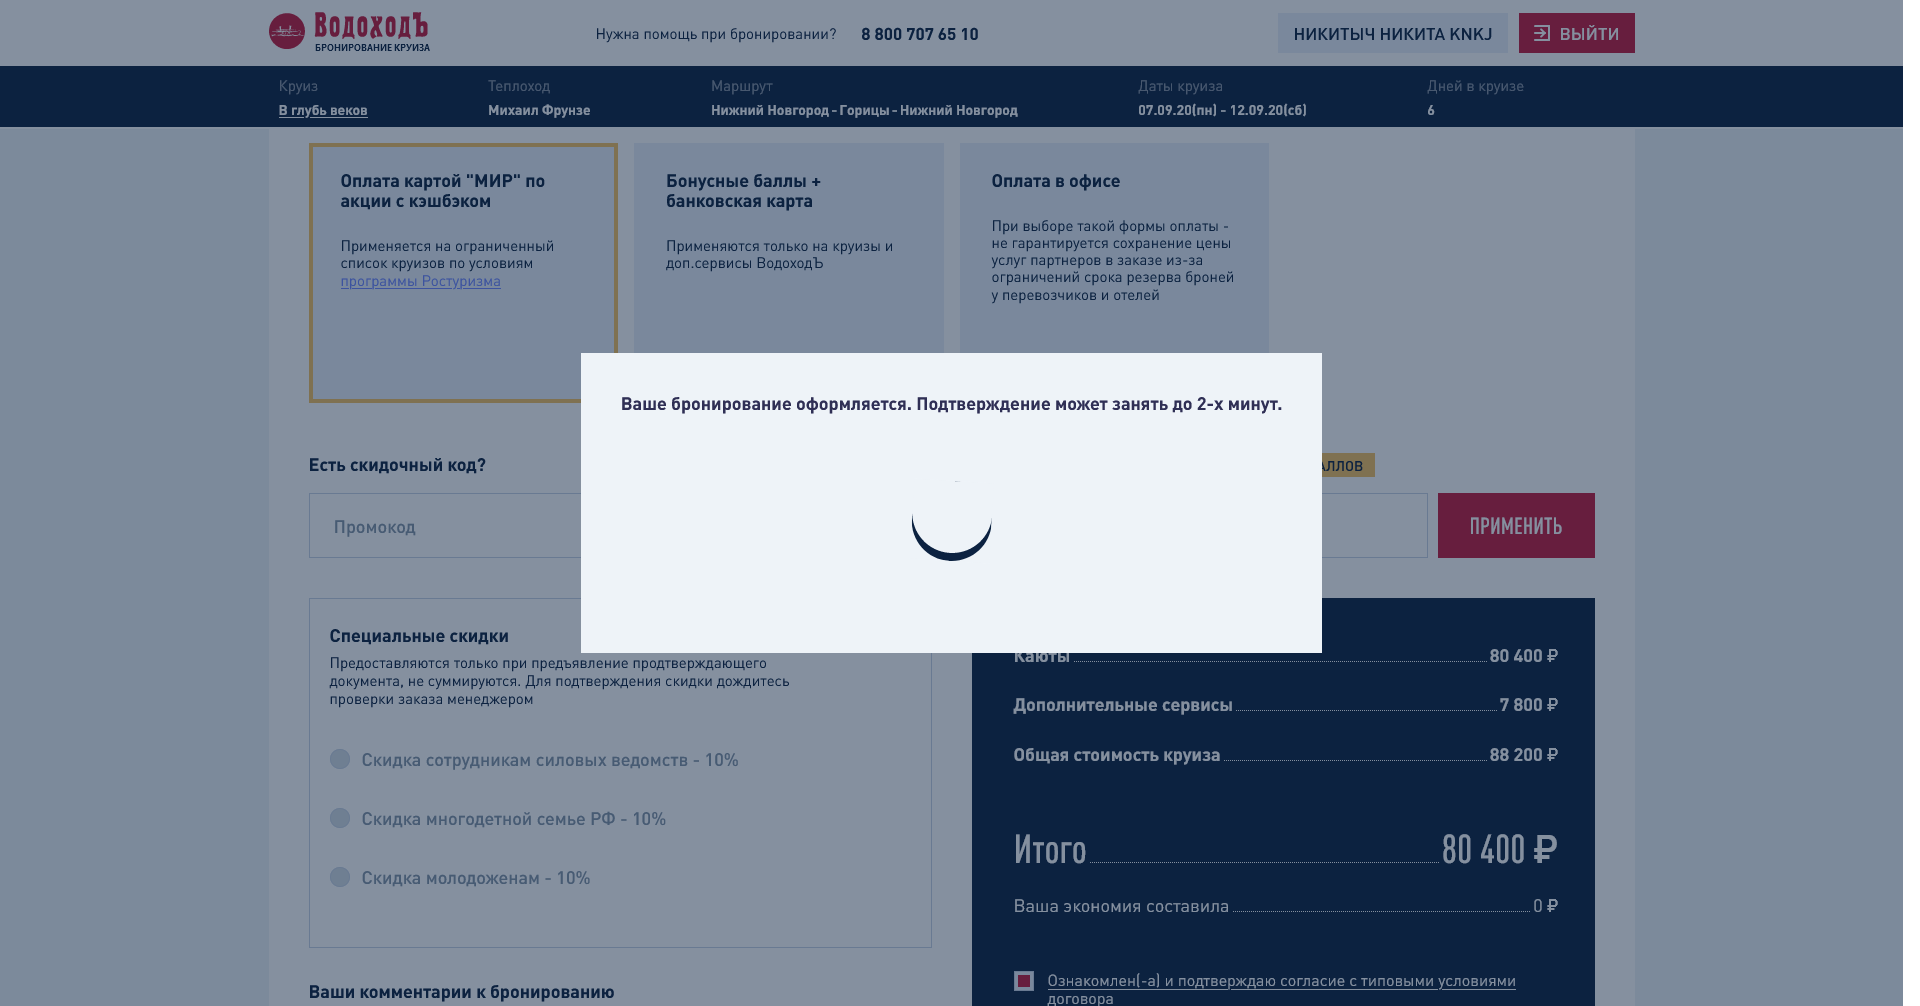 ВодоходЪ
БРОНИРОВАНИЕ КРУИЗА
Нужна помощь при бронировании? 8 800 707 65 10
НИКИТЫЧ НИКИТА KNKJ
ВЫЙТИ
Круиз
В глубь веков
Теплоход
Михаил Фрунзе
Маршрут
Нижний Новгород - Горицы - Нижний Новгород
Даты круиза
07.09.20(пн) - 12.09.20(сб)
Дней в круизе
6
Оплата картой "МИР" по
акции с кэшбэком
Применяется на ограниченный
список круизов по условиям
программы Ростуризма
Бонусные баллы +
банковская карта
Применяются только на круизы и
доп.сервисы ВодоходЪ
Оплата в офисе
При выборе такой формы оплаты -
не гарантируется сохранение цены
услуг партнеров в заказе из-за
ограничений срока резерва броней
у перевозчиков и отелей
Ваше бронирование оформляется. Подтверждение может занять до 2-х минут.
Есть скидочный код?
Промокод
ПРИМЕНИТЬ
Специальные скидки
Предоставляются только при предъявление продтверждающего
документа, не суммируются. Для подтверждения скидки дождитесь
проверки заказа менеджером
Скидка сотрудникам силовых ведомств - 10%
Скидка многодетной семье РФ - 10%
Скидка молодоженам - 10%
Каюты 80 400 ₽
Дополнительные сервисы 7 800 ₽
Общая стоимость круиза 88 200 ₽
Итого 80 400 ₽
Ваша экономия составила 0 ₽
Ознакомлен(-а) и подтверждаю согласие с типовыми условиями
договора
Ваши комментарии к бронированию